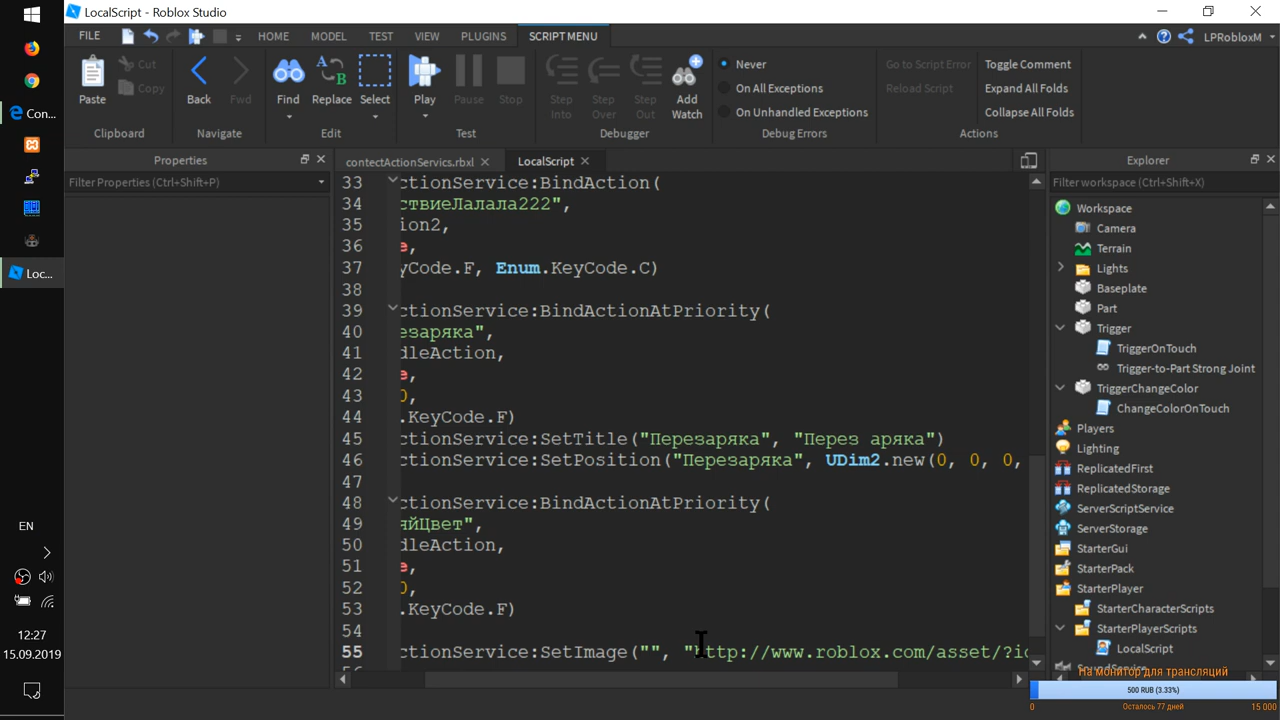 LocalScript - Roblox Studio
FILE HOME MODEL TEST VIEW PLUGINS SCRIPT MENU LPRobloxM
Paste Cut Copy
Back Fwd
Find Replace Select
Play Pause Stop
Step Into Step Over Step Out Add Watch
Never
On All Exceptions
On Unhandled Exceptions
Go to Script Error
Reload Script
Toggle Comment
Expand All Folds
Collapse All Folds
Clipboard Navigate Edit Test Debugger Debug Errors Actions
Properties
Filter Properties (Ctrl+Shift+P)
contectActionServics.rbxl LocalScript
33 ctionService:BindAction(
34 ствиеЛалала222",
35 ion2,
36 e,
37 yCode.F, Enum.KeyCode.C)
38
39 ctionService:BindActionAtPriority(
40 езаряка",
41 dleAction,
42 e,
43 0,
44 .KeyCode.F)
45 ctionService:SetTitle("Перезаряка", "Перез аряка")
46 ctionService:SetPosition("Перезаряка", UDim2.new(0, 0, 0,
47
48 ctionService:BindActionAtPriority(
49 яйЦвет",
50 dleAction,
51 e,
52 0,
53 .KeyCode.F)
54
55 ctionService:SetImage("", "http://www.roblox.com/asset/?id
Explorer
Filter workspace (Ctrl+Shift+X)
Workspace
Camera
Terrain
Lights
Baseplate
Part
Trigger
TriggerOnTouch
Trigger-to-Part Strong Joint
TriggerChangeColor
ChangeColorOnTouch
Players
Lighting
ReplicatedFirst
ReplicatedStorage
ServerScriptService
ServerStorage
StarterGui
StarterPack
StarterPlayer
StarterCharacterScripts
StarterPlayerScripts
LocalScript
На монитор для трансляций
500 RUB (3.33%)
0 Осталось 77 дней 15 000
Con...
Loc...
EN
12:27
15.09.2019